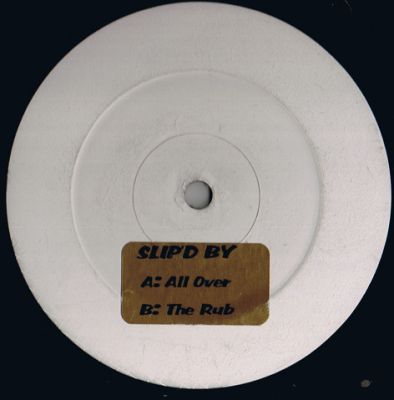 SLIP'D BY
A: All Over
B: The Rub